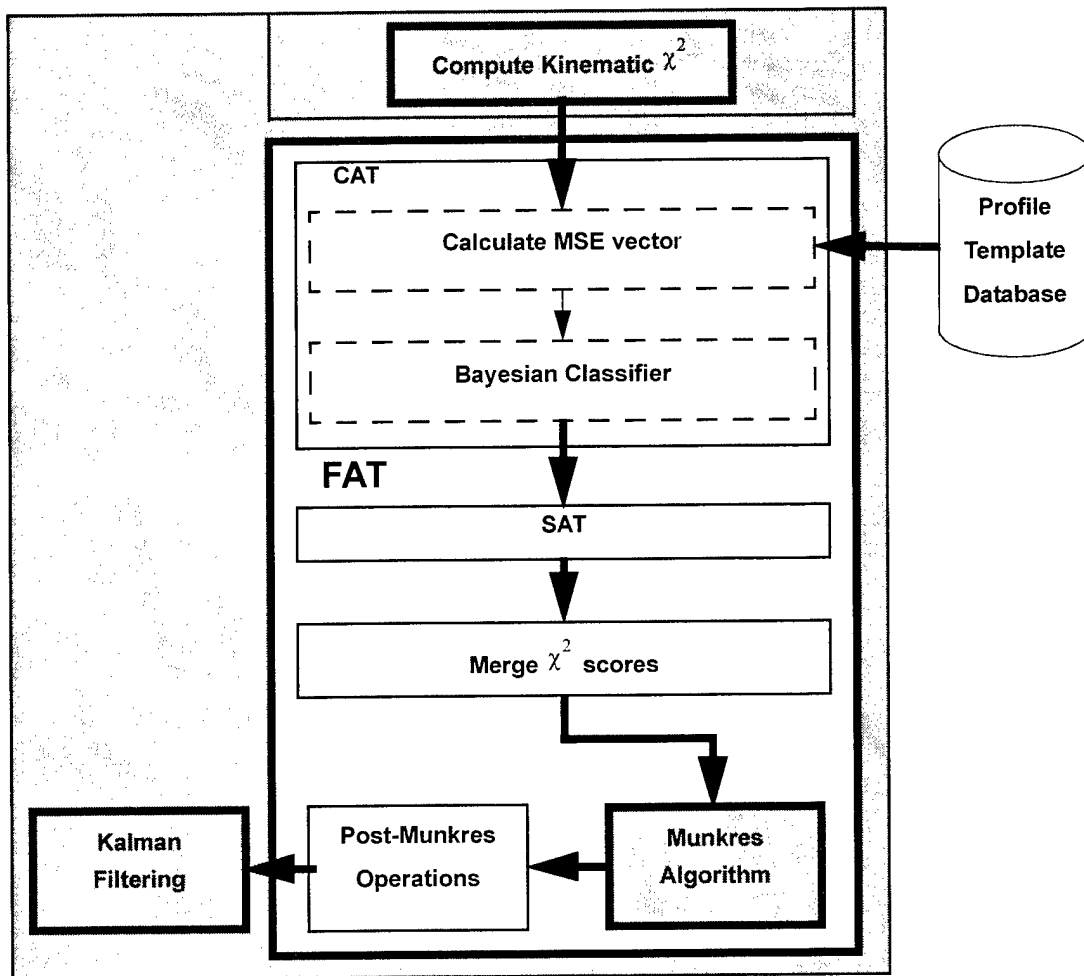 Compute Kinematic χ²
CAT
Calculate MSE vector
Bayesian Classifier
Profile
Template
Database
FAT
SAT
Merge χ² scores
Kalman
Filtering
Post-Munkres
Operations
Munkres
Algorithm